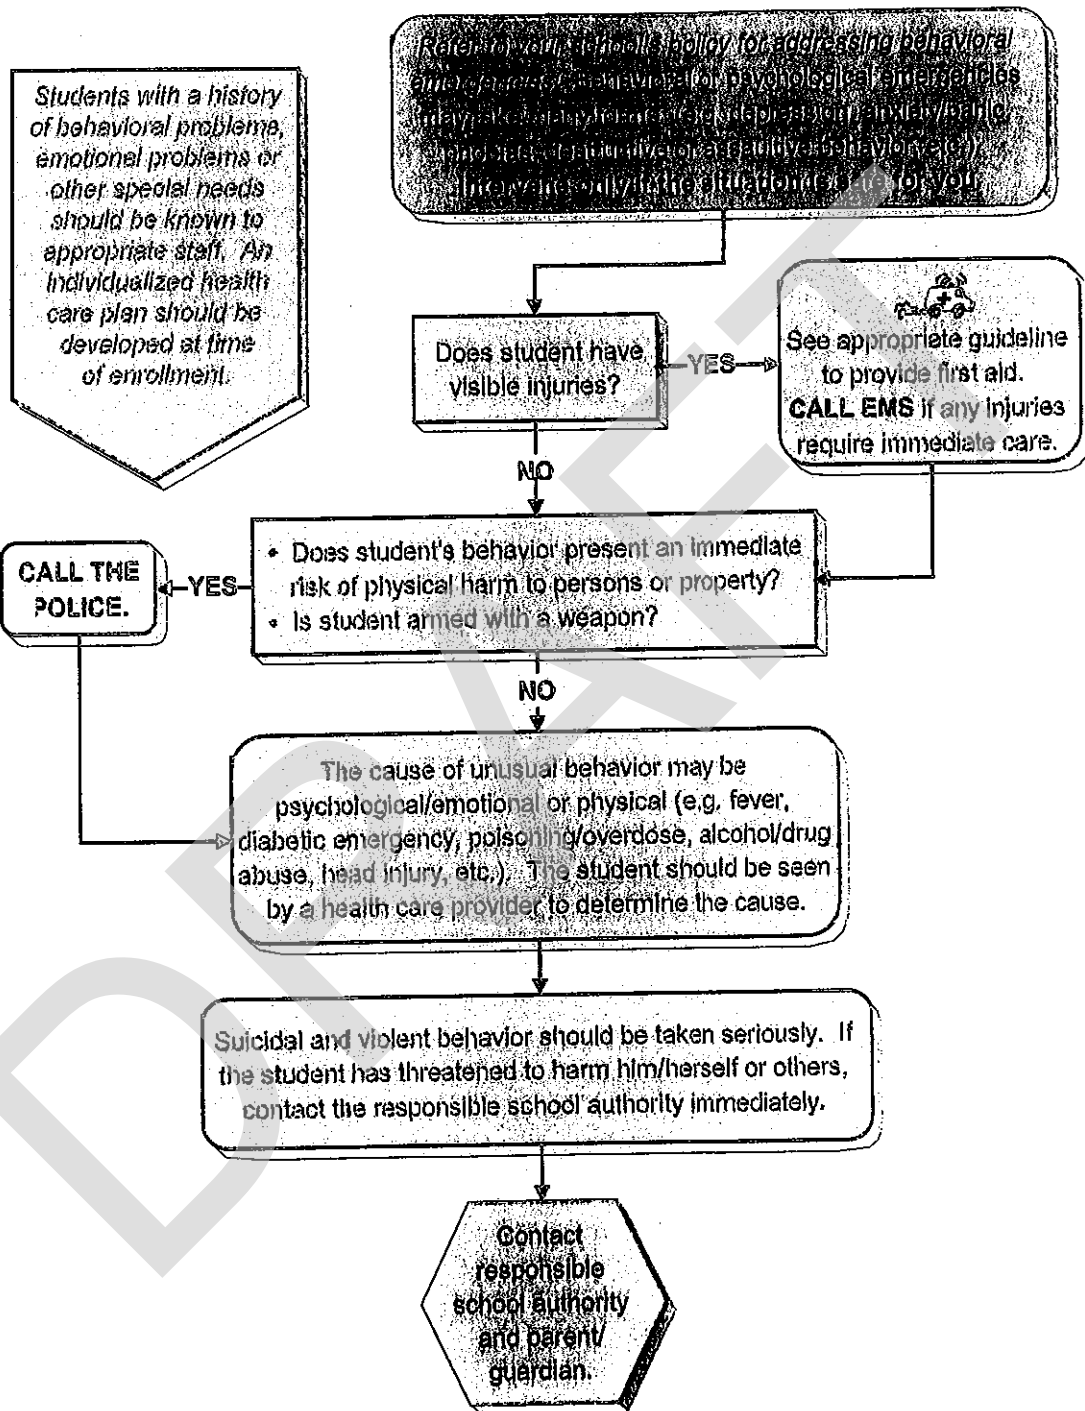 Refer to your school's policy for addressing behavioral
emergencies. Behavioral or psychological emergencies
may take many forms (e.g. depression, anxiety/panic,
phobias, destructive or assaultive behavior, etc.).
Intervene only if the situation is safe for you.
Students with a history
of behavioral problems,
emotional problems or
other special needs
should be known to
appropriate staff. An
individualized health
care plan should be
developed at time
of enrollment.
Does student have
visible injuries?
YES
See appropriate guideline
to provide first aid.
CALL EMS if any injuries
require immediate care.
NO
• Does student's behavior present an immediate
risk of physical harm to persons or property?
• Is student armed with a weapon?
YES
CALL THE
POLICE.
NO
The cause of unusual behavior may be
psychological/emotional or physical (e.g. fever,
diabetic emergency, poisoning/overdose, alcohol/drug
abuse, head injury, etc.). The student should be seen
by a health care provider to determine the cause.
Suicidal and violent behavior should be taken seriously. If
the student has threatened to harm him/herself or others,
contact the responsible school authority immediately.
Contact
responsible
school authority
and parent/
guardian.
DRAFT